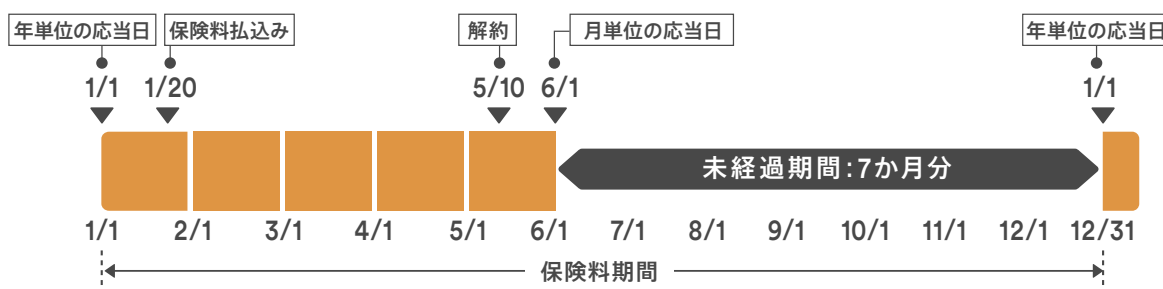 年単位の応当日 保険料払込み 解約 月単位の応当日 年単位の応当日
1/1 1/20 5/10 6/1 1/1
未経過期間:7か月分
1/1 2/1 3/1 4/1 5/1 6/1 7/1 8/1 9/1 10/1 11/1 12/1 12/31
保険料期間